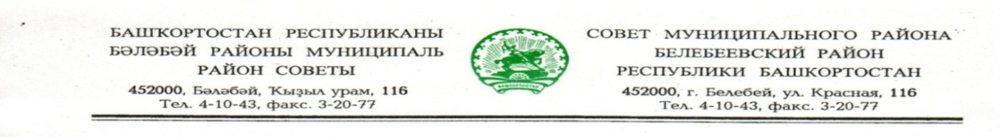 БАШҠОРТОСТАН РЕСПУБЛИКАНЫ
БӘЛӘБӘЙ РАЙОНЫ МУНИЦИПАЛЬ
РАЙОН СОВЕТЫ
452000, Бәләбәй, Ҡыҙыл урам, 116
Тел. 4-10-43, факс. 3-20-77
БАШКОРТОСТАН
СОВЕТ МУНИЦИПАЛЬНОГО РАЙОНА
БЕЛЕБЕЕВСКИЙ РАЙОН
РЕСПУБЛИКИ БАШКОРТОСТАН
452000, г. Белебей, ул. Красная, 116
Тел. 4-10-43, факс. 3-20-77